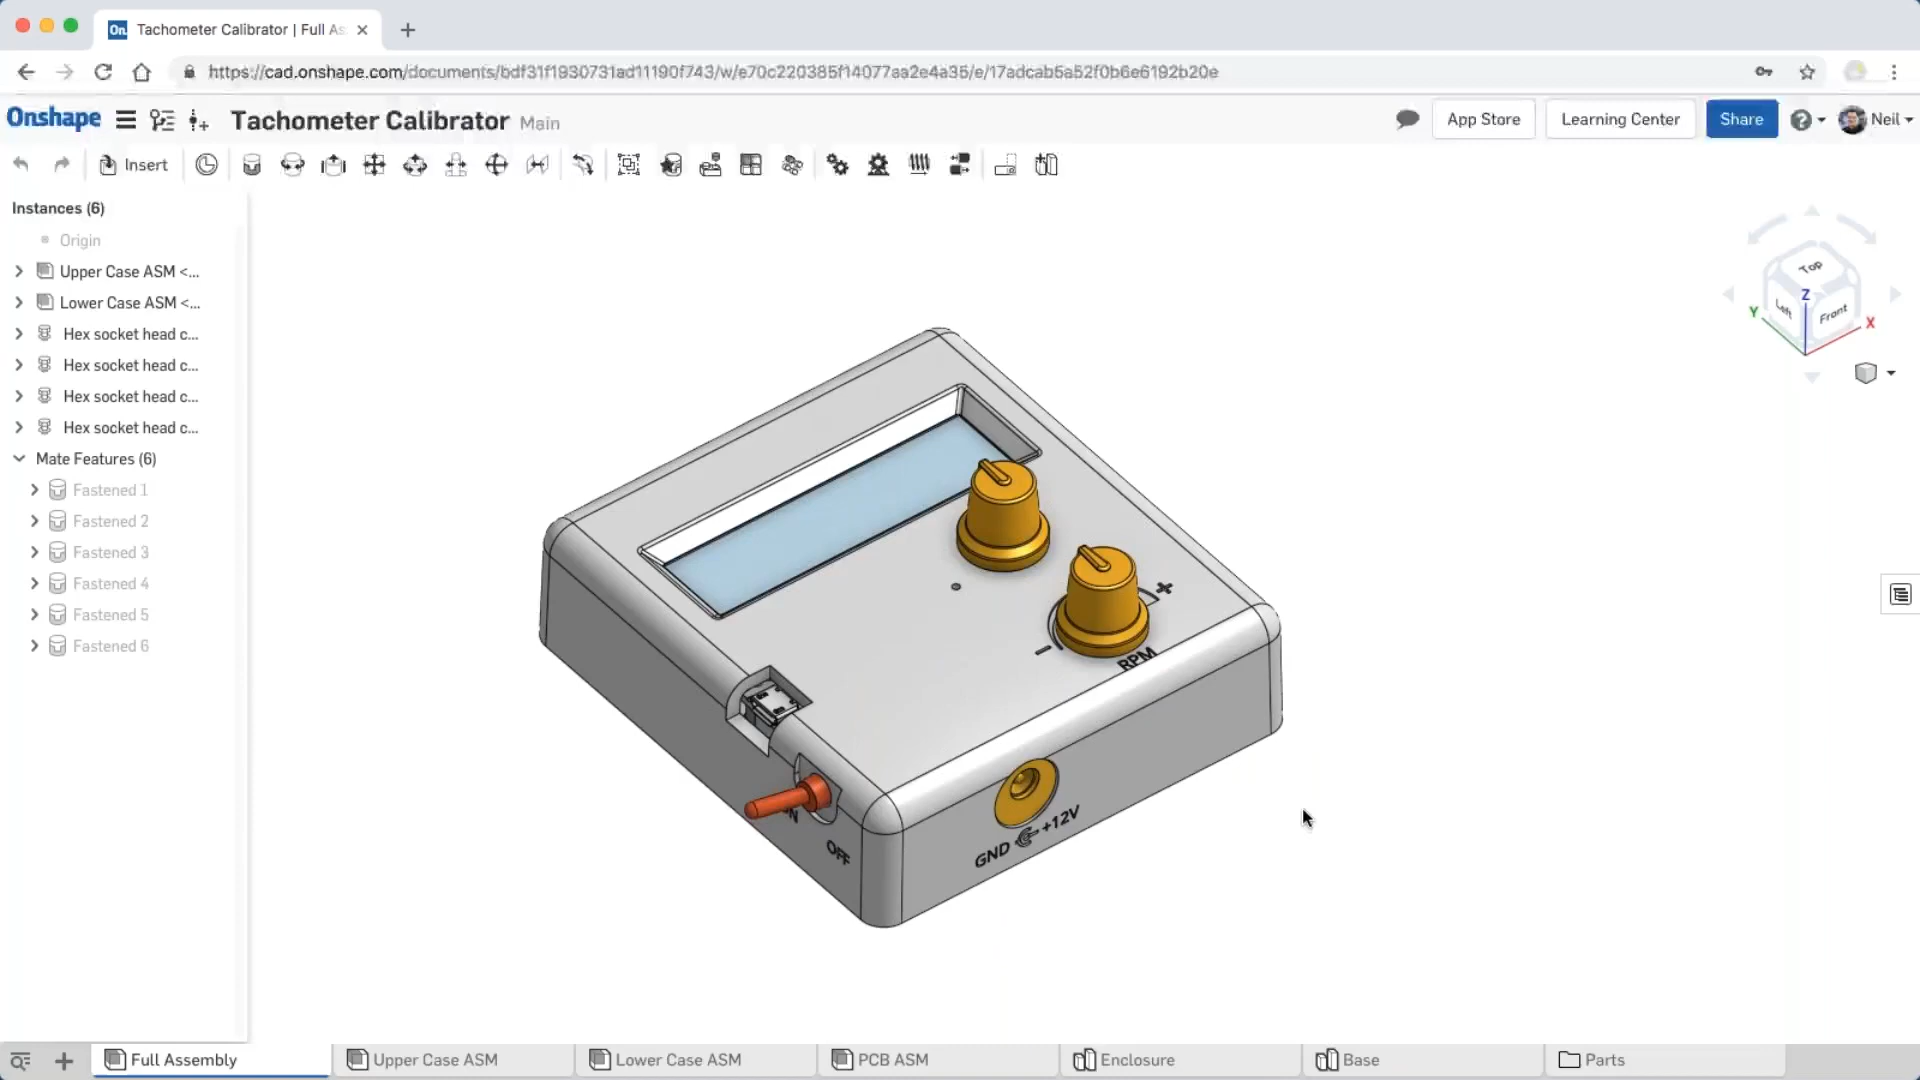 On. Tachometer Calibrator | Full As
https://cad.onshape.com/documents/bdf31f1930731ad11190f743/w/e70c220385f14077aa2e4a35/e/17adcab5a52f0b6e6192b20e
Onshape Tachometer Calibrator Main App Store Learning Center Share Neil
Insert
Instances (6)
Origin
Upper Case ASM <...
Lower Case ASM <...
Hex socket head c...
Hex socket head c...
Hex socket head c...
Hex socket head c...
Mate Features (6)
Fastened 1
Fastened 2
Fastened 3
Fastened 4
Fastened 5
Fastened 6
Top
Left
Front
Z
Y
X
+
−
RPM
OFF
GND +12V
Full Assembly Upper Case ASM Lower Case ASM PCB ASM Enclosure Base Parts